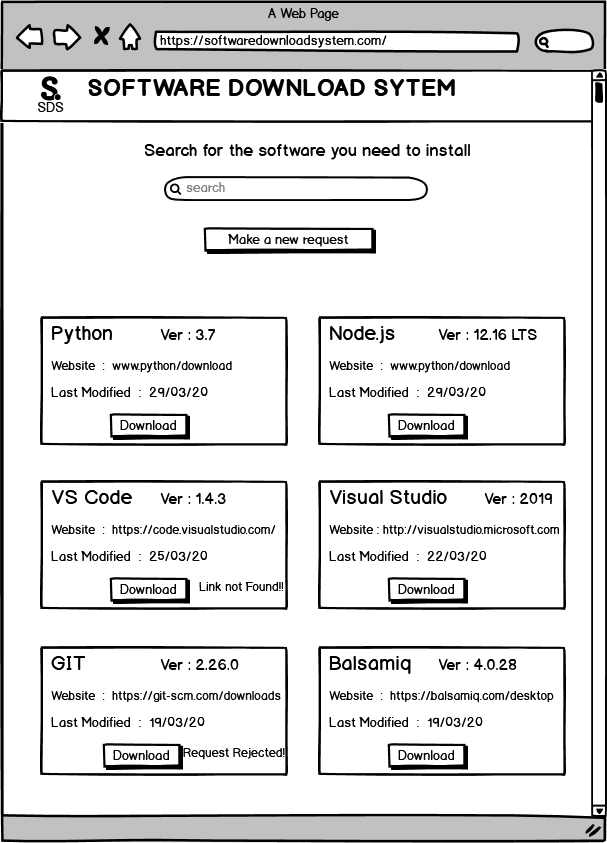 A Web Page
https://softwaredownloadsystem.com/
S.
SDS
SOFTWARE DOWNLOAD SYTEM
Search for the software you need to install
search
Make a new request
Python Ver : 3.7
Website : www.python/download
Last Modified : 29/03/20
Download
Node.js Ver : 12.16 LTS
Website : www.python/download
Last Modified : 29/03/20
Download
VS Code Ver : 1.4.3
Website : https://code.visualstudio.com/
Last Modified : 25/03/20
Download Link not Found!!
Visual Studio Ver : 2019
Website : http://visualstudio.microsoft.com
Last Modified : 22/03/20
Download
GIT Ver : 2.26.0
Website : https://git-scm.com/downloads
Last Modified : 19/03/20
Download Request Rejected!
Balsamiq Ver : 4.0.28
Website : https://balsamiq.com/desktop
Last Modified : 19/03/20
Download